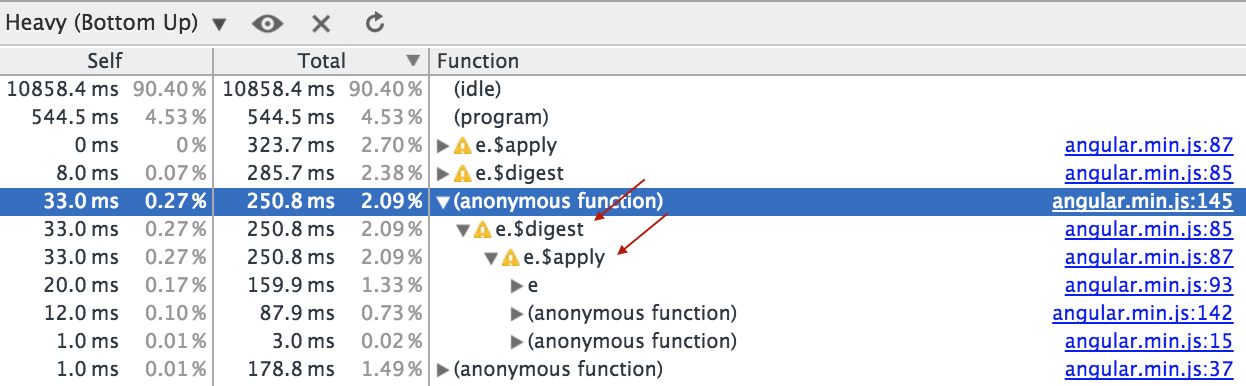 Heavy (Bottom Up)
Self Total Function
10858.4 ms 90.40 % 10858.4 ms 90.40 % (idle)
544.5 ms 4.53 % 544.5 ms 4.53 % (program)
0 ms 0 % 323.7 ms 2.70 % e.$apply angular.min.js:87
8.0 ms 0.07 % 285.7 ms 2.38 % e.$digest angular.min.js:85
33.0 ms 0.27 % 250.8 ms 2.09 % (anonymous function) angular.min.js:145
33.0 ms 0.27 % 250.8 ms 2.09 % e.$digest angular.min.js:85
33.0 ms 0.27 % 250.8 ms 2.09 % e.$apply angular.min.js:87
20.0 ms 0.17 % 159.9 ms 1.33 % e angular.min.js:93
12.0 ms 0.10 % 87.9 ms 0.73 % (anonymous function) angular.min.js:142
1.0 ms 0.01 % 3.0 ms 0.02 % (anonymous function) angular.min.js:15
1.0 ms 0.01 % 178.8 ms 1.49 % (anonymous function) angular.min.js:37